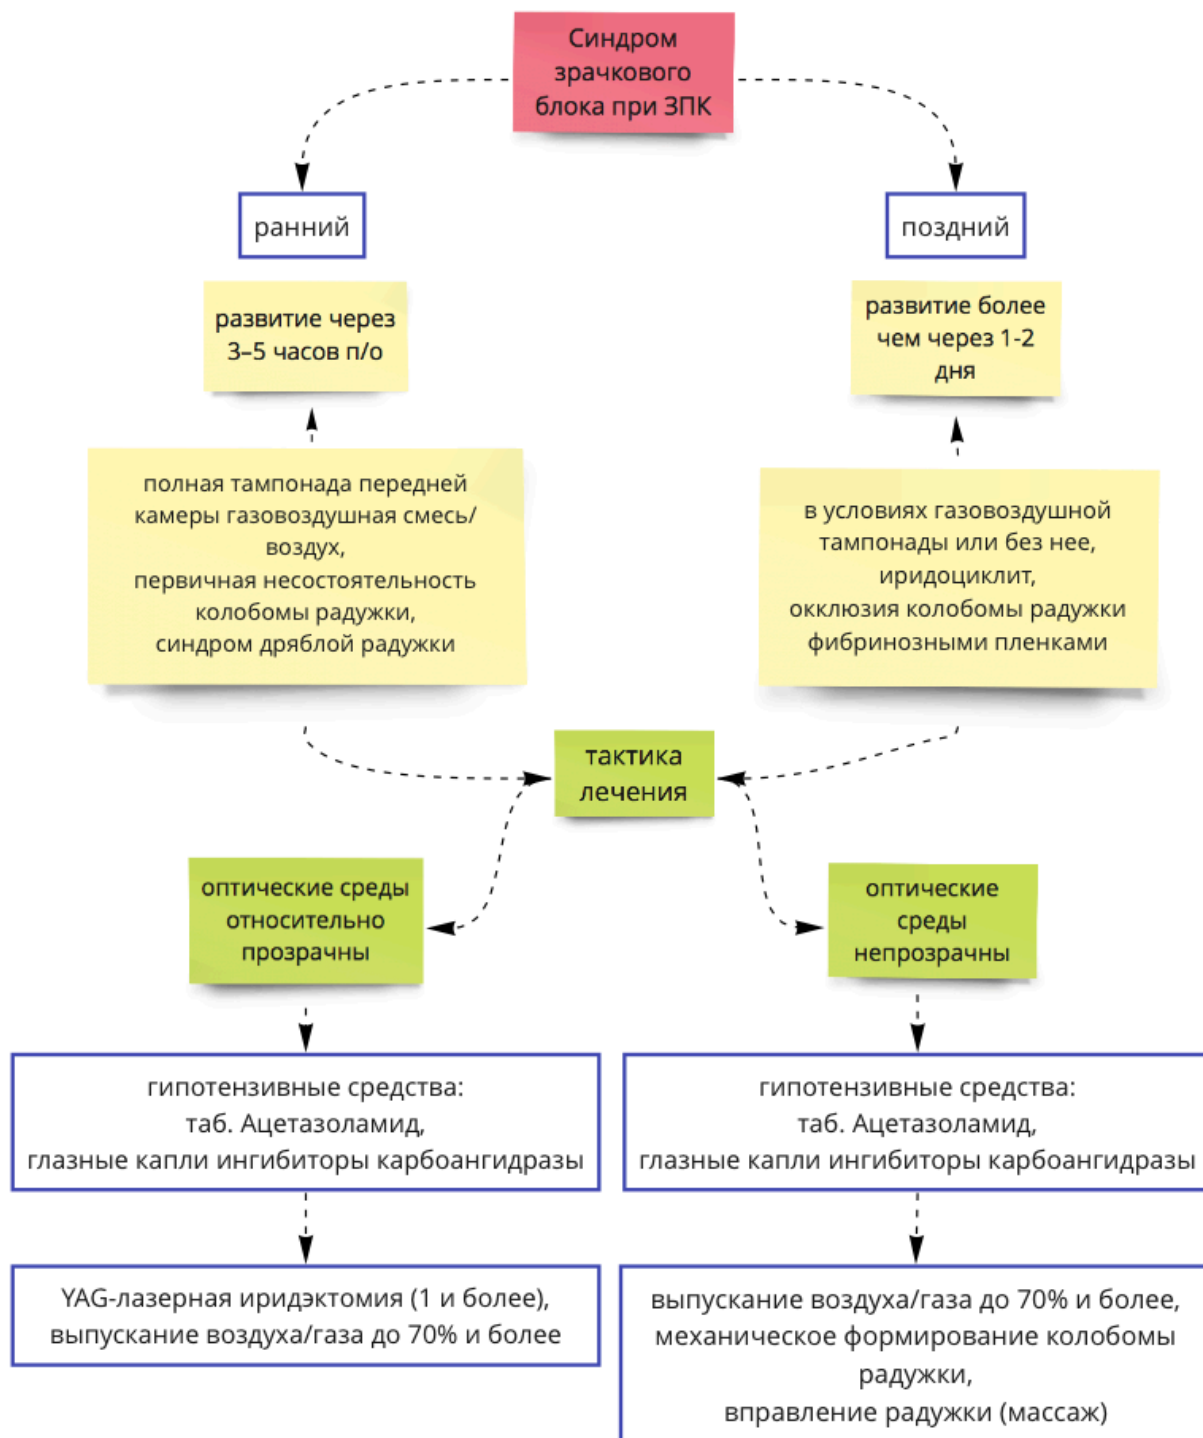 Синдром
зрачкового
блока при ЗПК
ранний
поздний
развитие через
3–5 часов п/о
развитие более
чем через 1-2
дня
полная тампонада передней
камеры газовоздушная смесь/
воздух,
первичная несостоятельность
колобомы радужки,
синдром дряблой радужки
в условиях газовоздушной
тампонады или без нее,
иридоциклит,
окклюзия колобомы радужки
фибринозными пленками
тактика
лечения
оптические среды
относительно
прозрачны
оптические
среды
непрозрачны
гипотензивные средства:
таб. Ацетазоламид,
глазные капли ингибиторы карбоангидразы
гипотензивные средства:
таб. Ацетазоламид,
глазные капли ингибиторы карбоангидразы
YAG-лазерная иридэктомия (1 и более),
выпускание воздуха/газа до 70% и более
выпускание воздуха/газа до 70% и более,
механическое формирование колобомы
радужки,
вправление радужки (массаж)